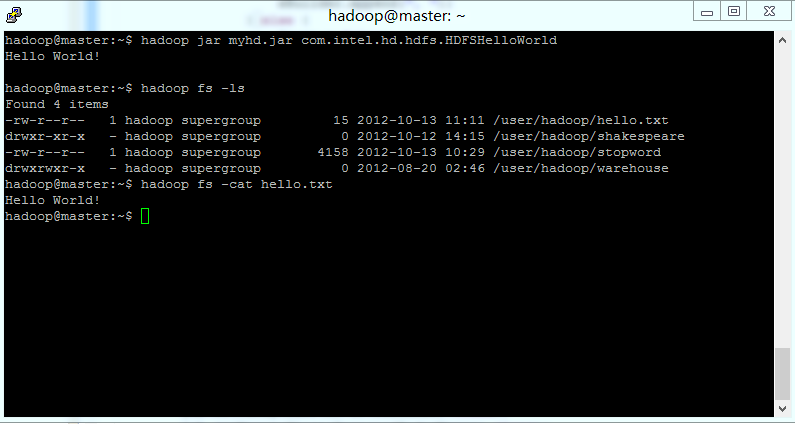 hadoop@master: ~
hadoop@master:~$ hadoop jar myhd.jar com.intel.hd.hdfs.HDFSHelloWorld
Hello World!
hadoop@master:~$ hadoop fs -ls
Found 4 items
-rw-r--r--   1 hadoop supergroup         15 2012-10-13 11:11 /user/hadoop/hello.txt
drwxr-xr-x   - hadoop supergroup          0 2012-10-12 14:15 /user/hadoop/shakespeare
-rw-r--r--   1 hadoop supergroup       4158 2012-10-13 10:29 /user/hadoop/stopword
drwxrwxr-x   - hadoop supergroup          0 2012-08-20 02:46 /user/hadoop/warehouse
hadoop@master:~$ hadoop fs -cat hello.txt
Hello World!
hadoop@master:~$